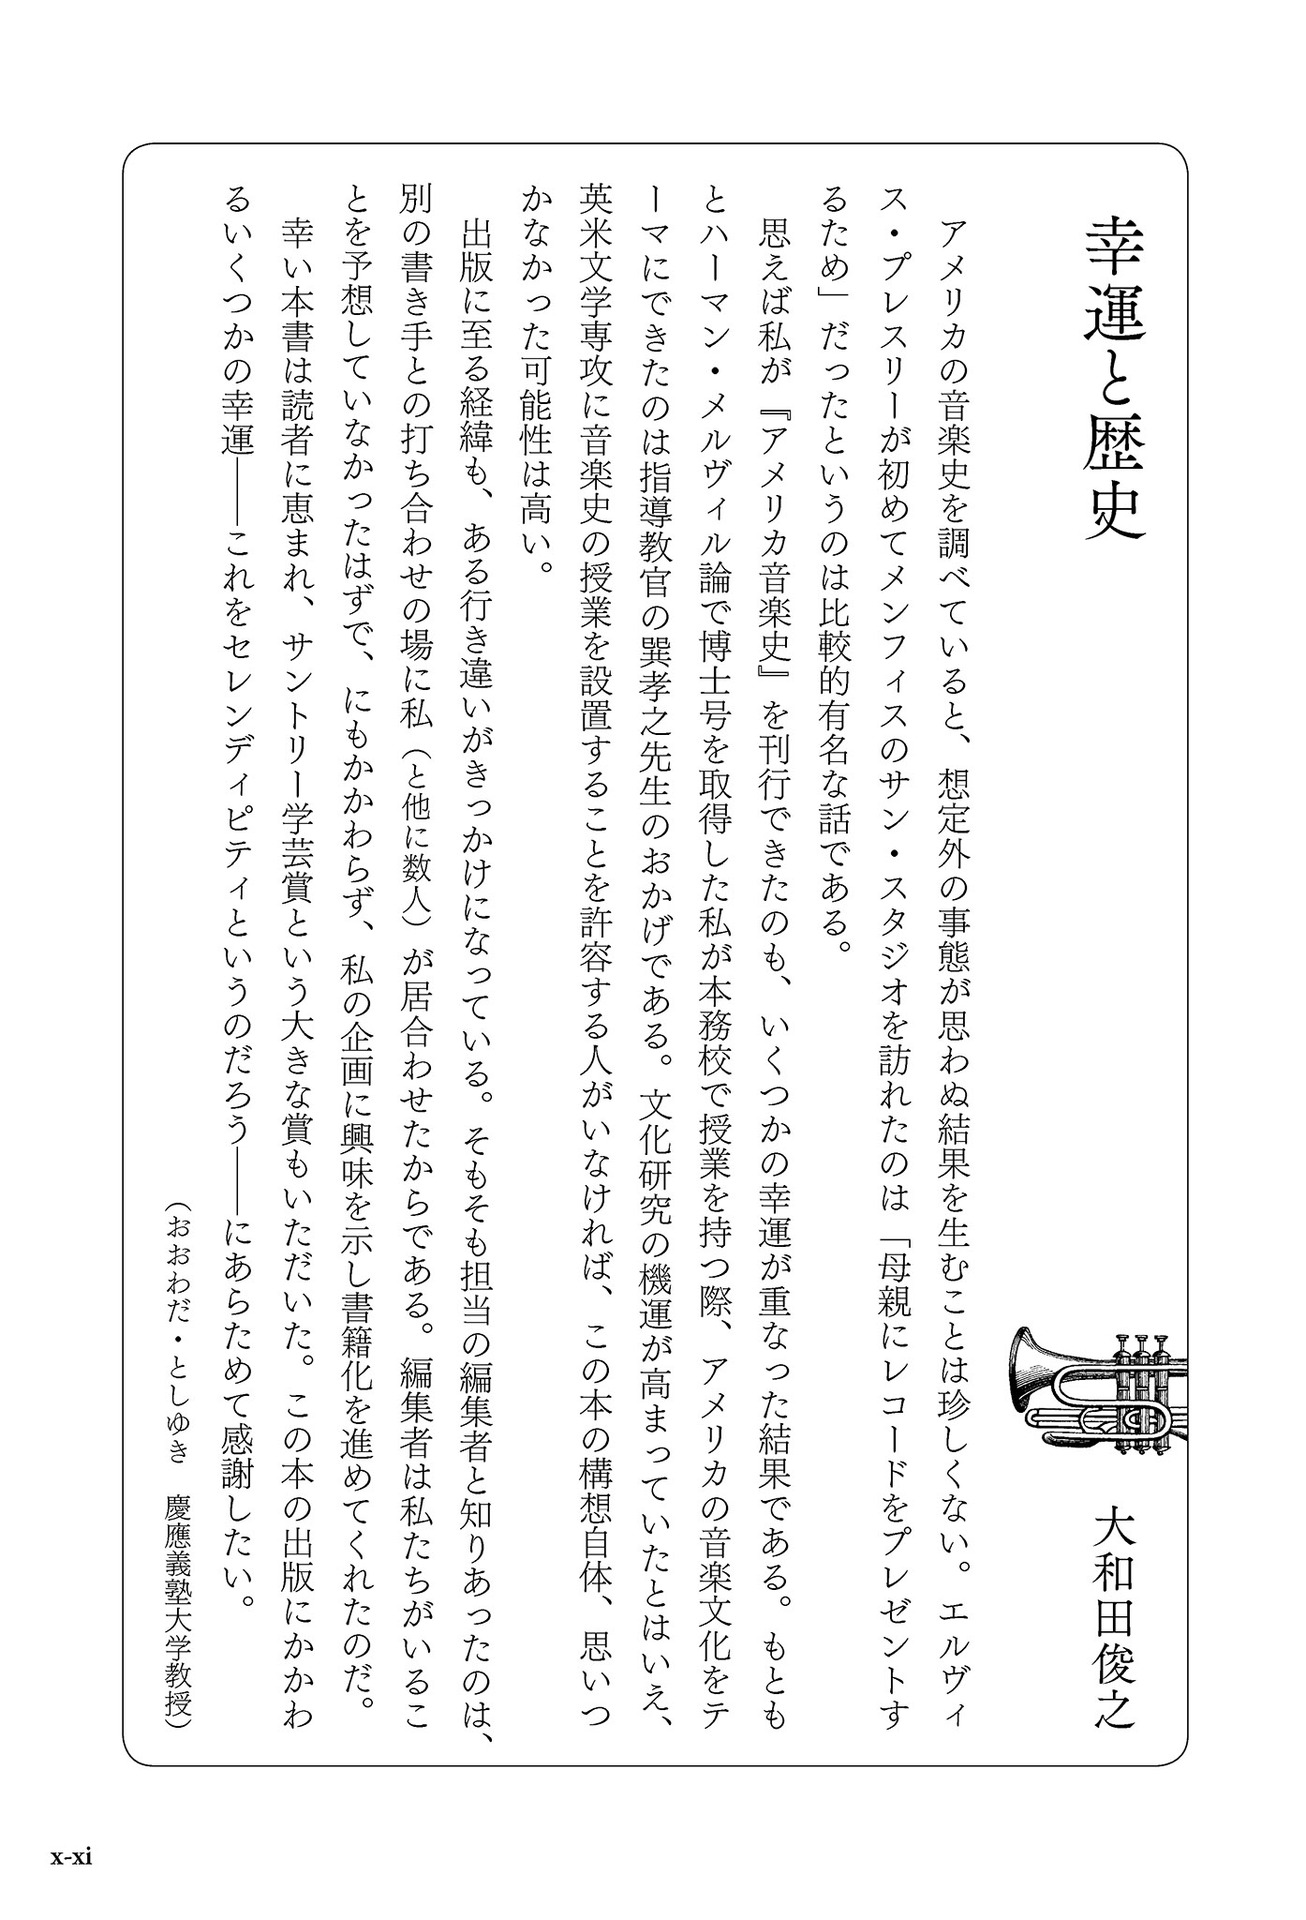 幸運と歴史
大和田俊之
アメリカの音楽史を調べていると、想定外の事態が思わぬ結果を生むことは珍しくない。エルヴィ
ス・プレスリーが初めてメンフィスのサン・スタジオを訪れたのは「母親にレコードをプレゼントす
るため」だったというのは比較的有名な話である。
思えば私が『アメリカ音楽史』を刊行できたのも、いくつかの幸運が重なった結果である。もとも
とハーマン・メルヴィル論で博士号を取得した私が本務校で授業を持つ際、アメリカの音楽文化をテ
ーマにできたのは指導教官の巽孝之先生のおかげである。文化研究の機運が高まっていたとはいえ、
英米文学専攻に音楽史の授業を設置することを許容する人がいなければ、この本の構想自体、思いつ
かなかった可能性は高い。
出版に至る経緯も、ある行き違いがきっかけになっている。そもそも担当の編集者と知りあったのは、
別の書き手との打ち合わせの場に私（と他に数人）が居合わせたからである。編集者は私たちがいるこ
とを予想していなかったはずで、にもかかわらず、私の企画に興味を示し書籍化を進めてくれたのだ。
幸い本書は読者に恵まれ、サントリー学芸賞という大きな賞もいただいた。この本の出版にかかわ
るいくつかの幸運――これをセレンディピティというのだろう――にあらためて感謝したい。
（おおわだ・としゆき　慶應義塾大学教授）
x-xi